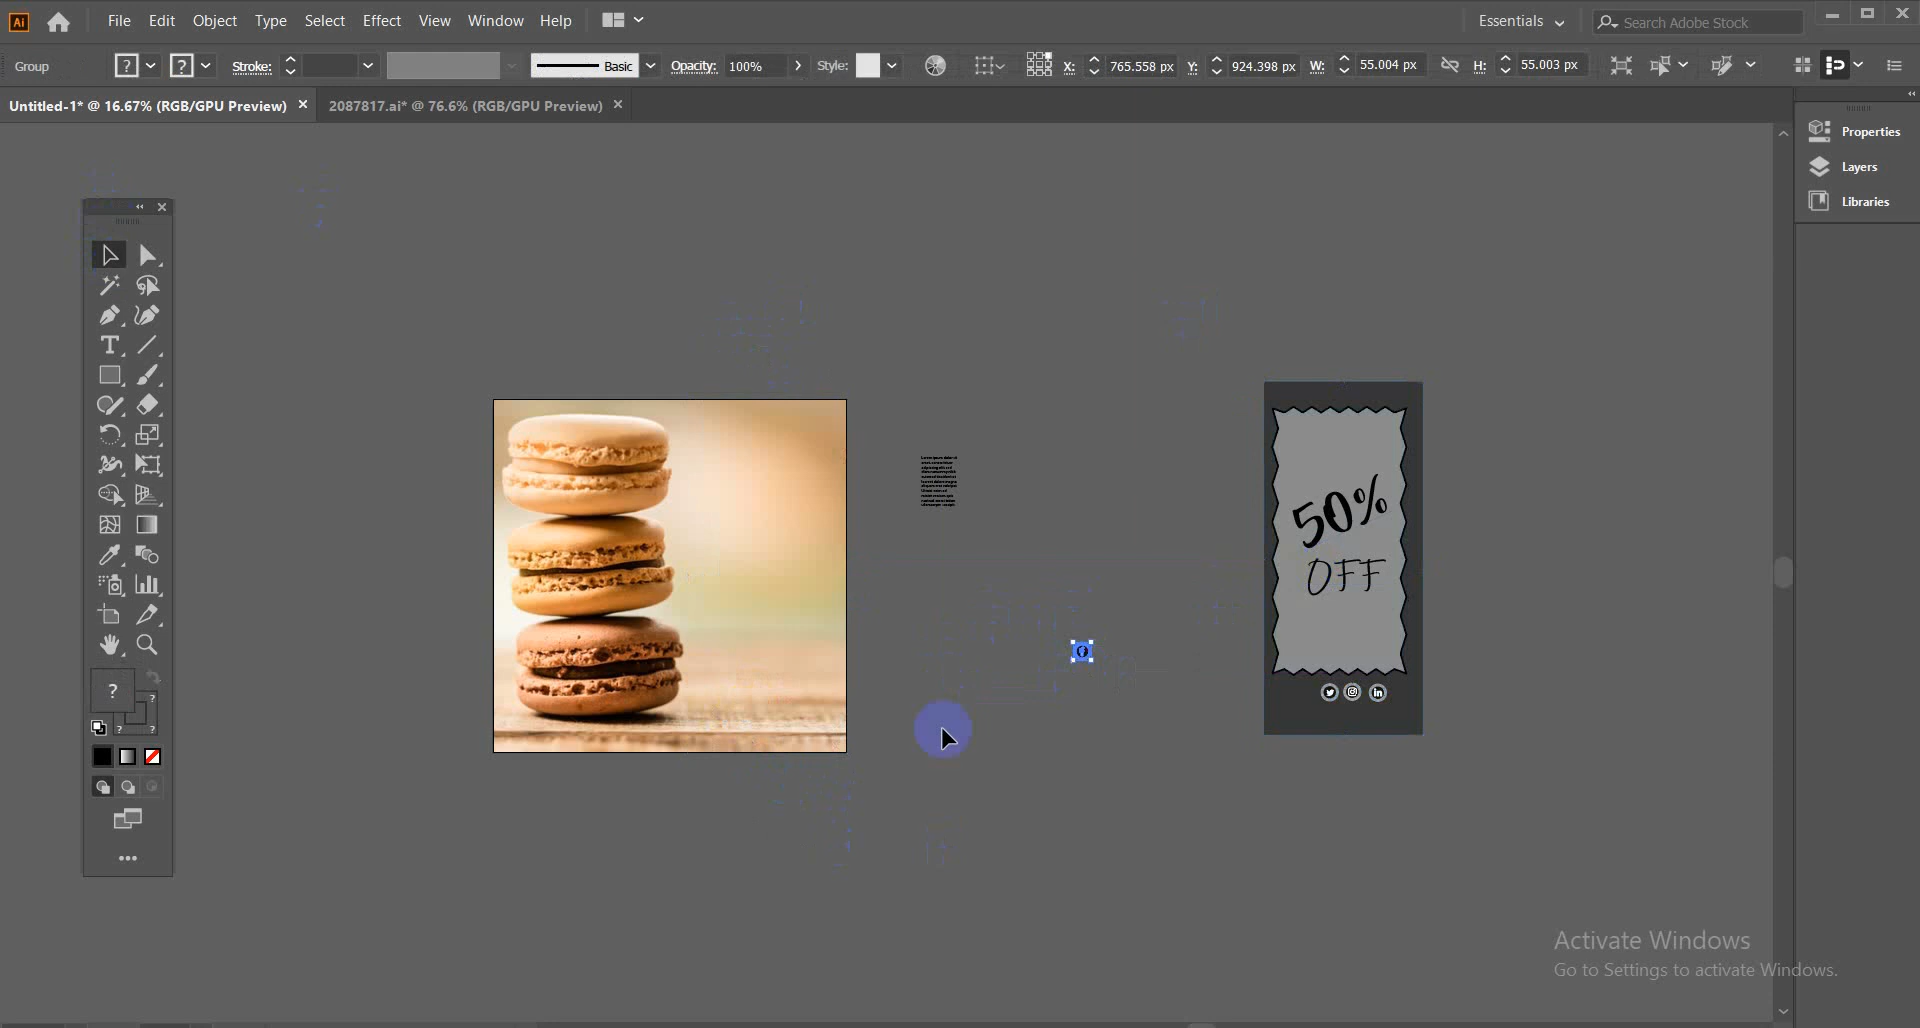 Ai File Edit Object Type Select Effect View Window Help Essentials Search Adobe Stock
Group ? ? Stroke: Basic Opacity: 100% Style: X: 765.558 px Y: 924.398 px W: 55.004 px H: 55.003 px
Untitled-1* @ 16.67% (RGB/GPU Preview) × 2087817.ai* @ 76.6% (RGB/GPU Preview) ×
Properties
Layers
Libraries
50%
OFF
in
?
?
?
?
Activate Windows
Go to Settings to activate Windows.